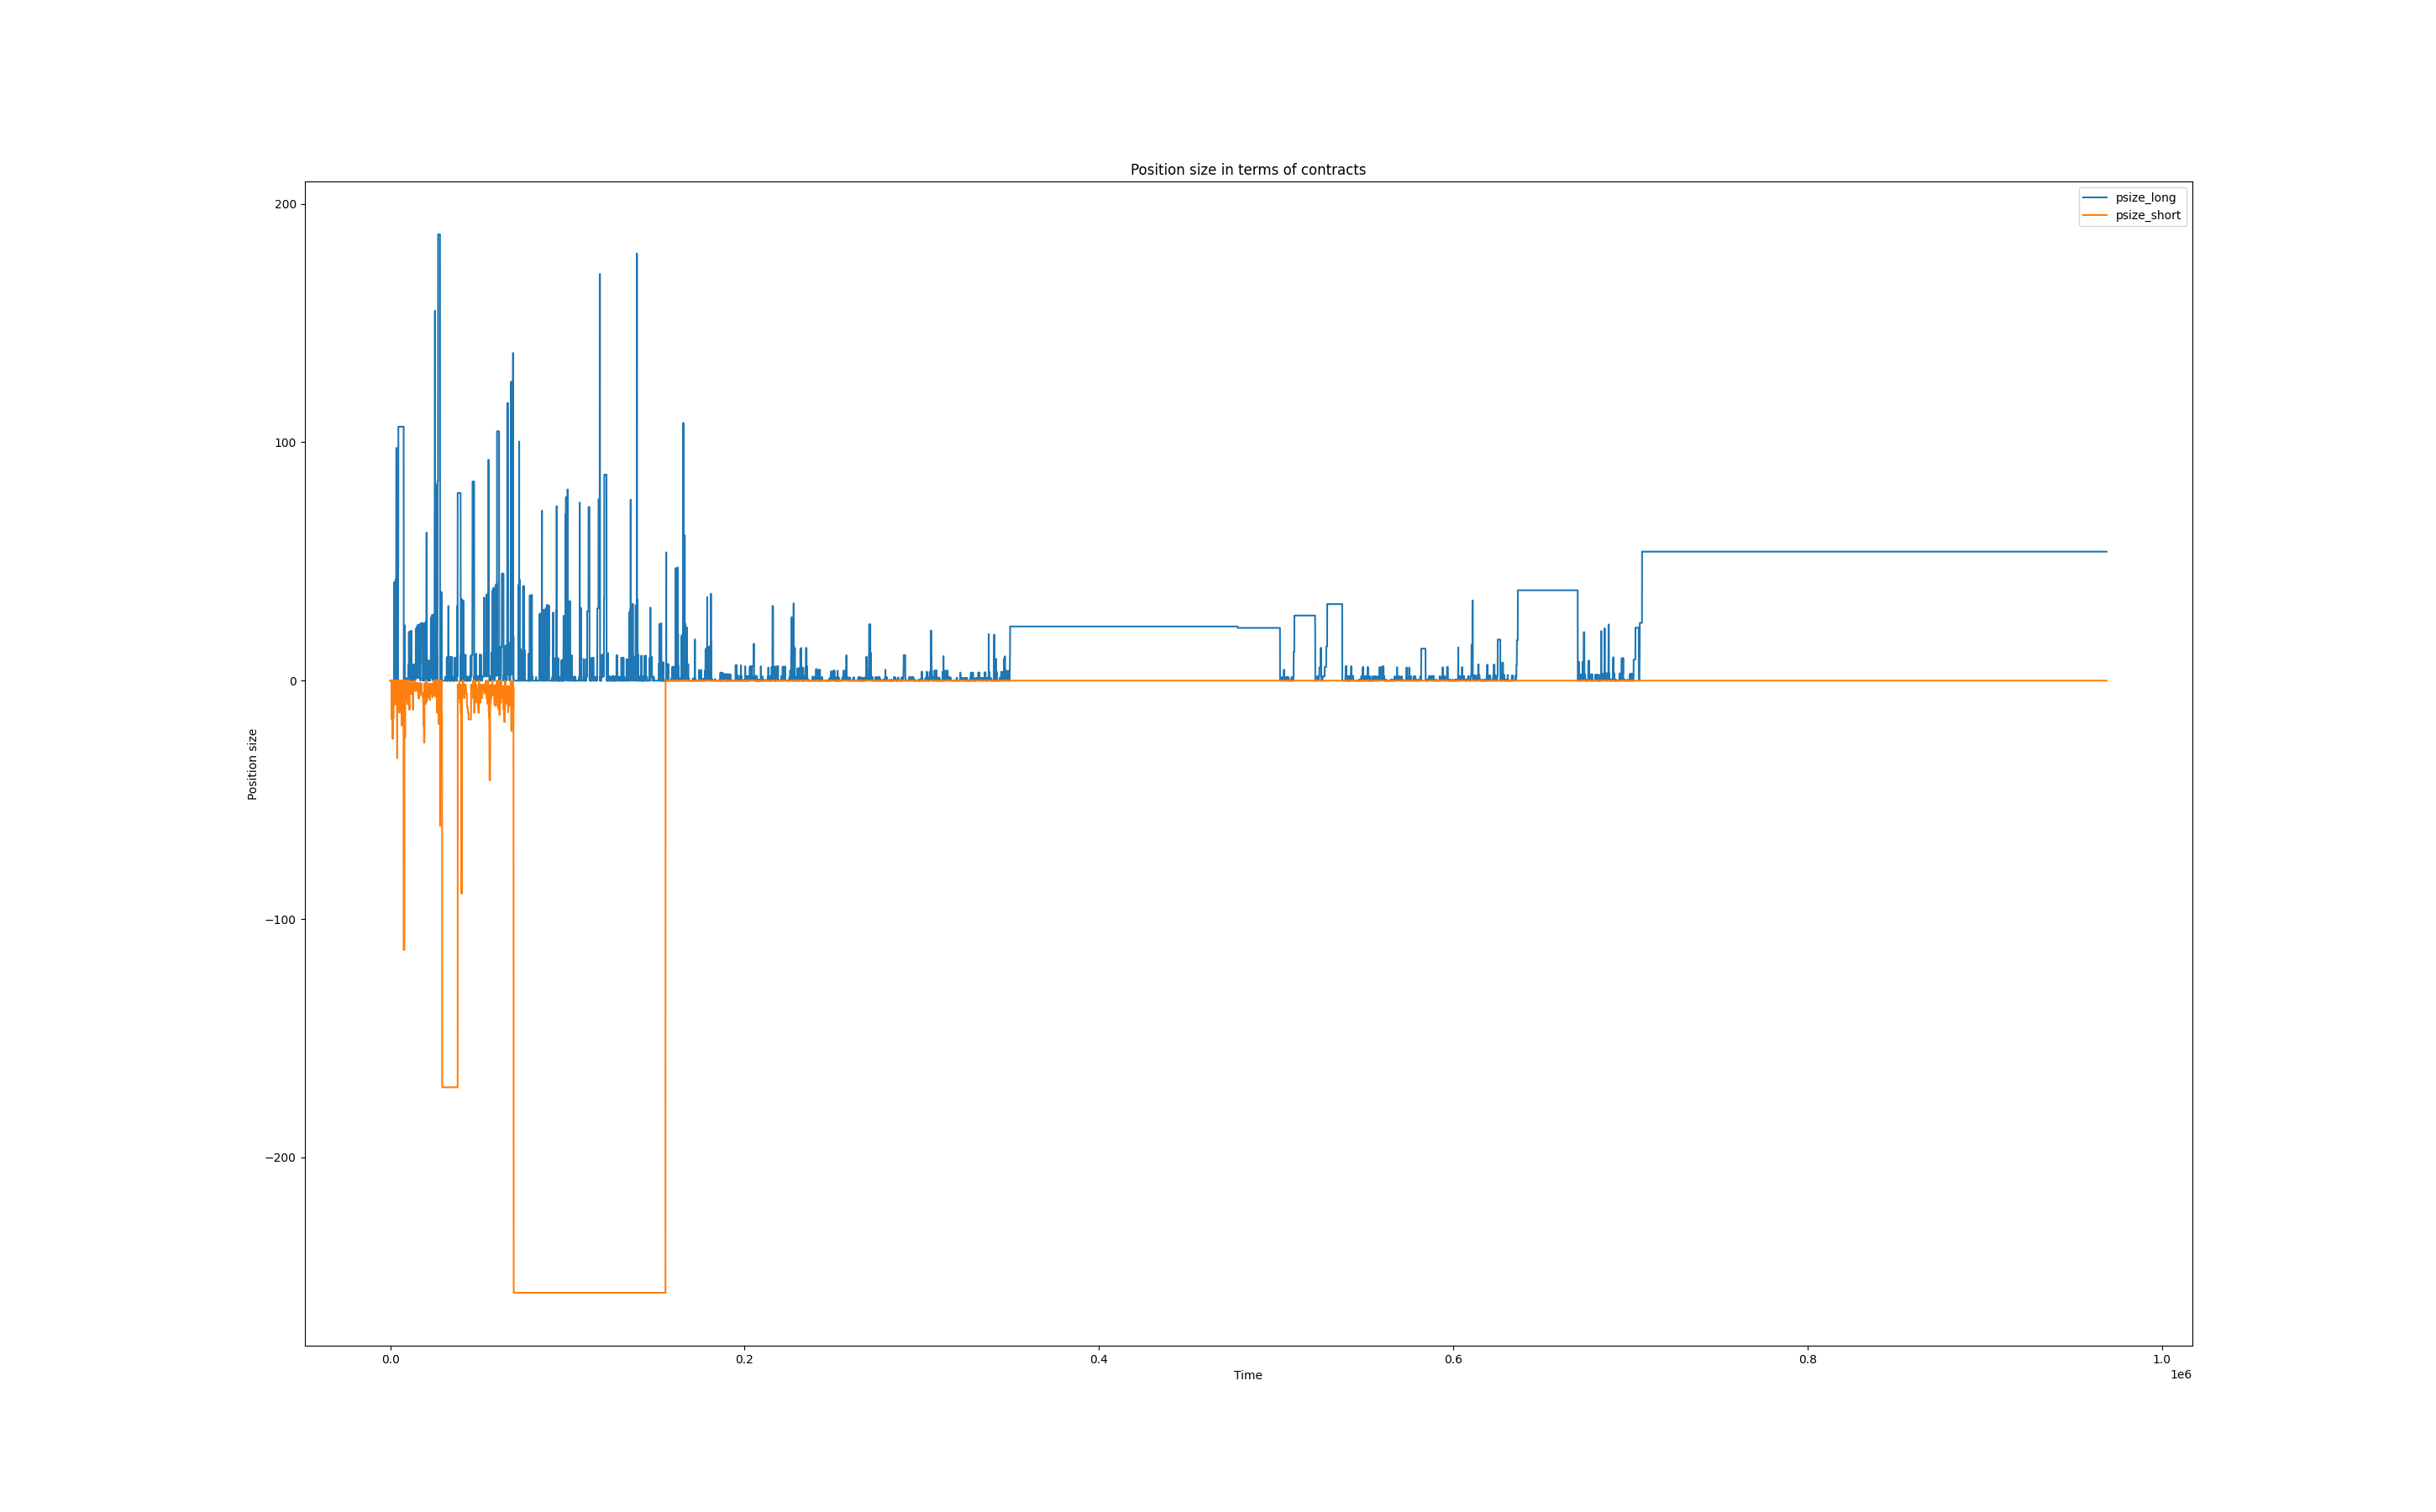 Position size in terms of contracts
psize_long
psize_short
200
100
0
−100
−200
Position size
0.0
0.2
0.4
0.6
0.8
1.0
Time
1e6